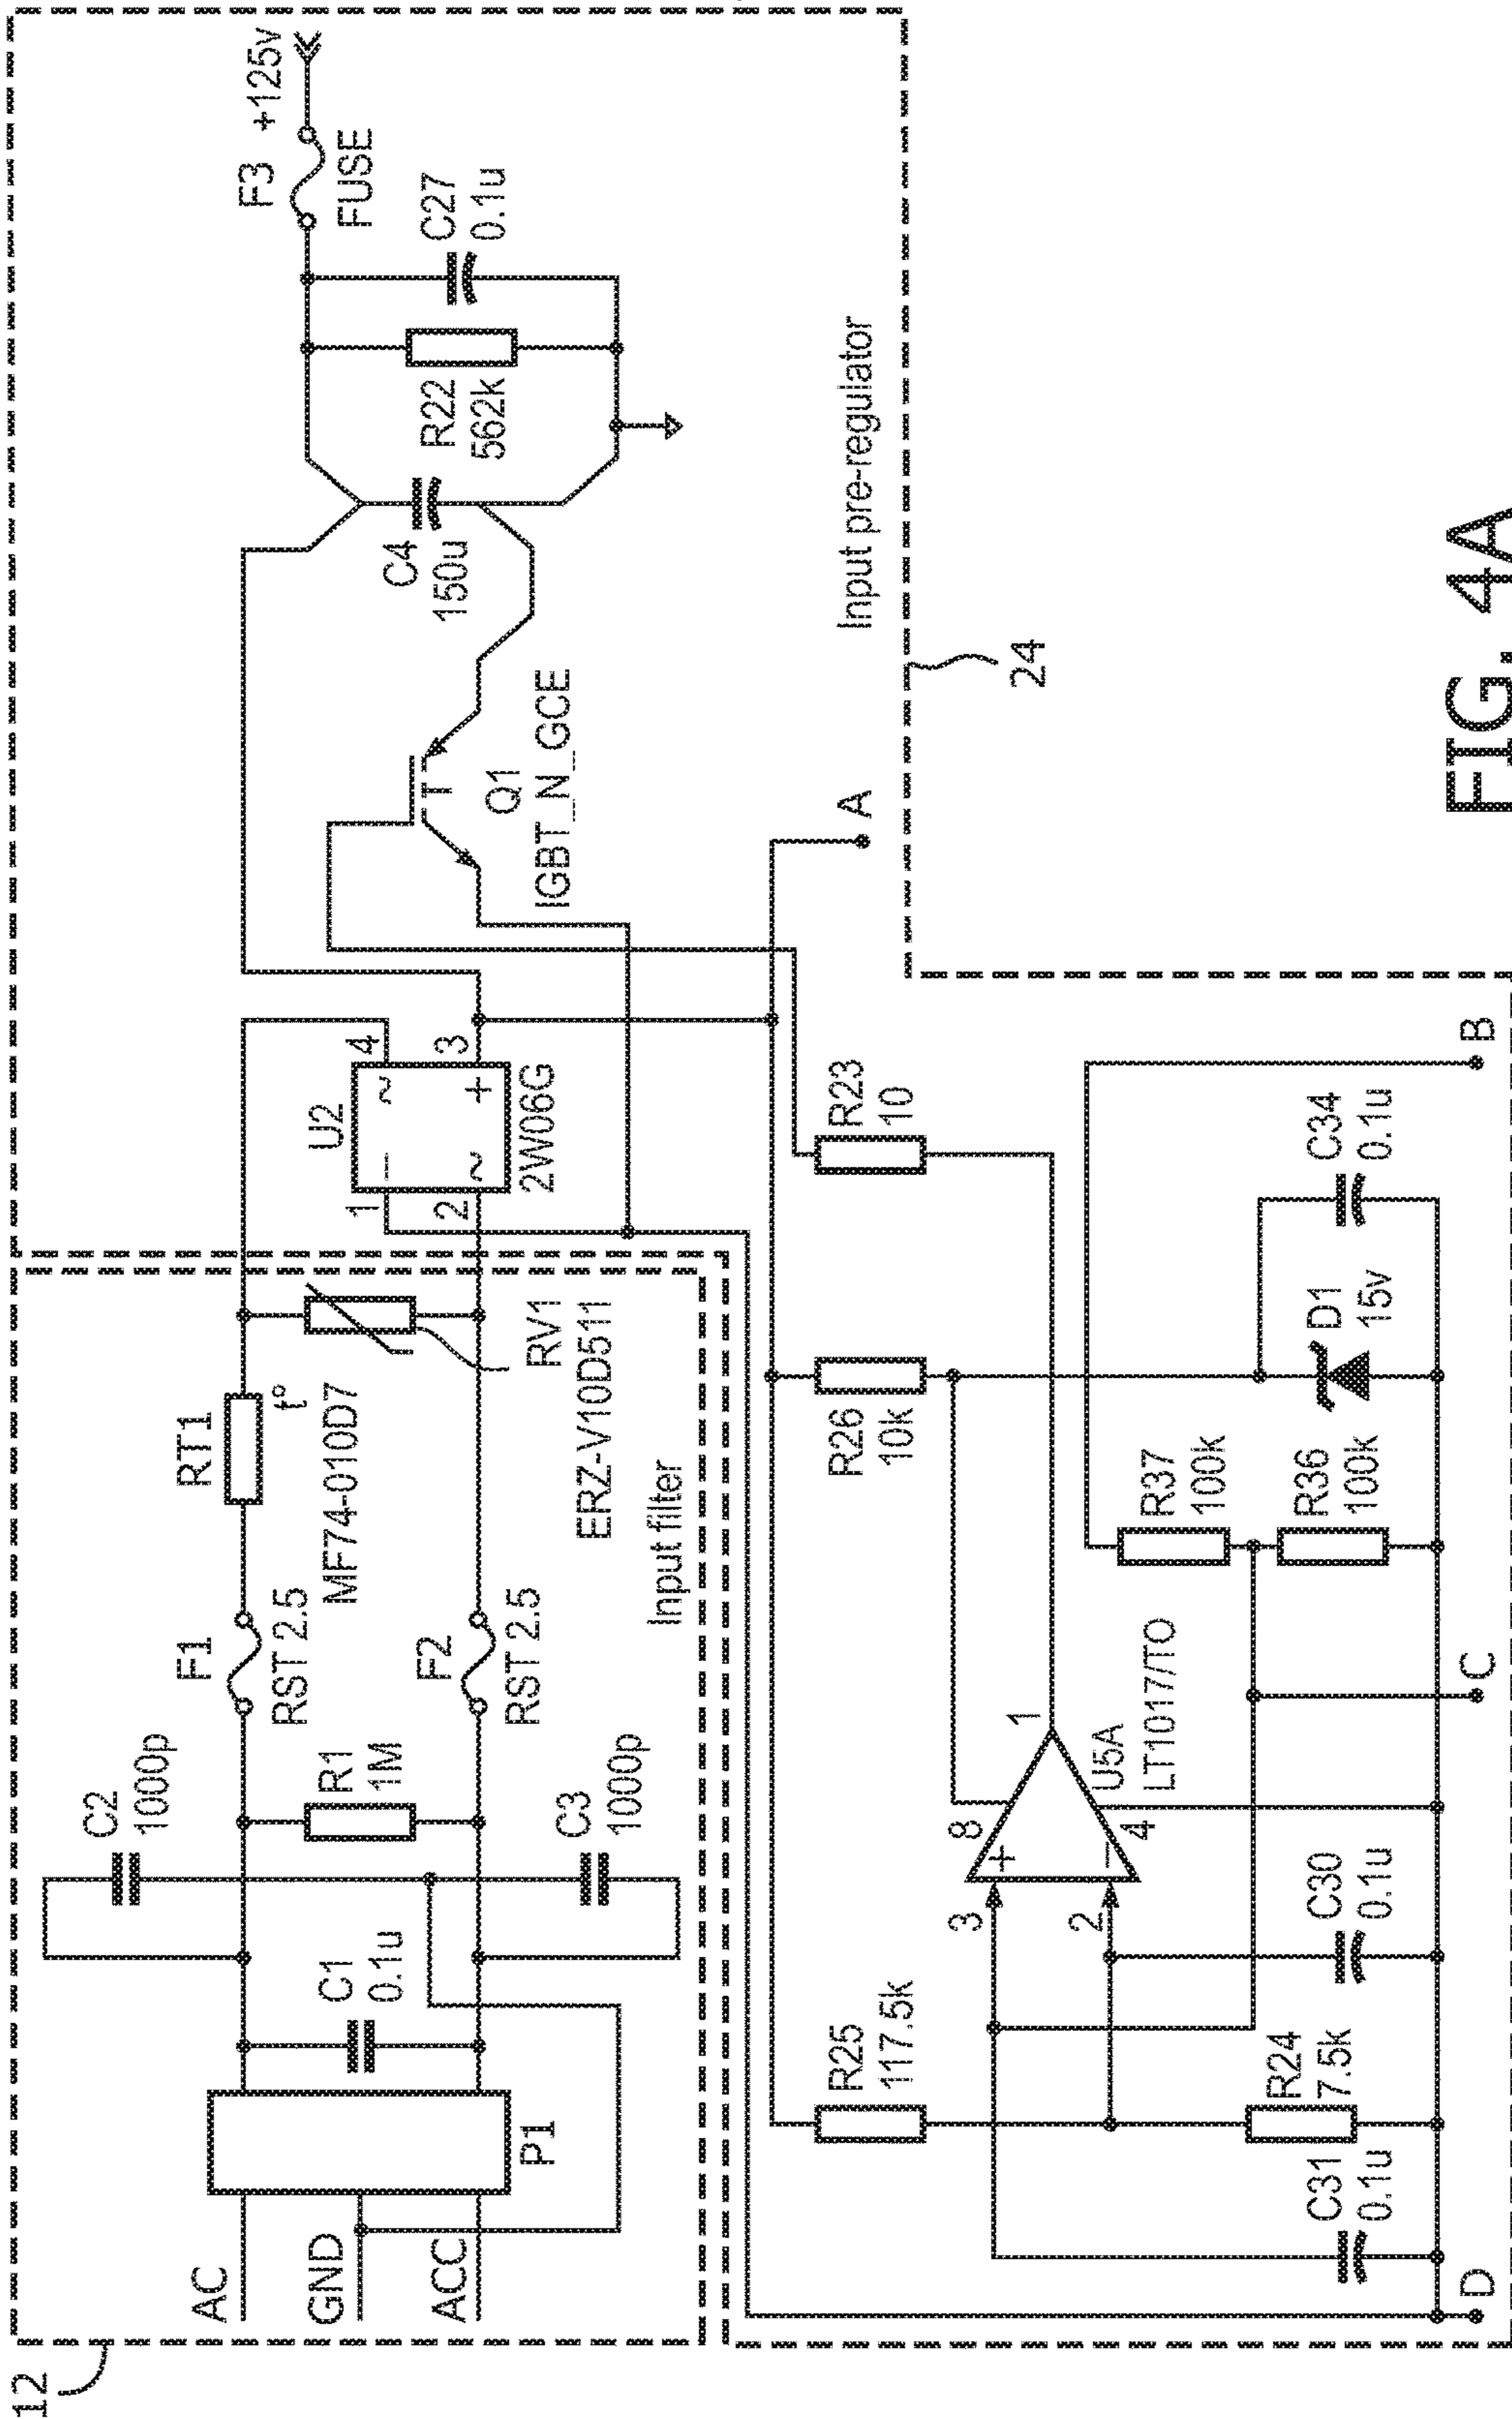 12
AC
GND
ACC
P1
C1
0.1u
C2
1000p
C3
1000p
R1
1M
F1
RST 2.5
F2
RST 2.5
RT1
t°
MF74-010D7
RV1
ERZ-V10D511
Input filter
U2
1
2
4
3
−
~
~
+
2W06G
Q1
IGBT_N_GCE
T
C4
150u
R22
562k
C27
0.1u
F3
FUSE
+125v
Input pre-regulator
24
A
R25
117.5k
R26
10k
R23
10
3
2
8
4
1
+
−
U5A
LT1017/TO
C31
0.1u
R24
7.5k
C30
0.1u
R37
100k
R36
100k
D1
15v
C34
0.1u
D
C
B
FIG. 4A